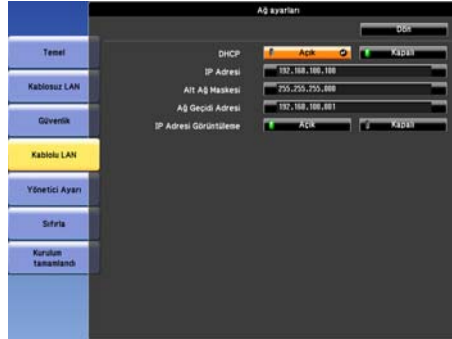 Ağ ayarları
Dön
Temel
Kablosuz LAN
Güvenlik
Kablolu LAN
Yönetici Ayarı
Sıfırla
Kurulum
tamamlandı
DHCP Açık Kapalı
IP Adresi 192.168.100.100
Alt Ağ Maskesi 255.255.255.000
Ağ Geçidi Adresi 192.168.100.001
IP Adresi Görüntüleme Açık Kapalı